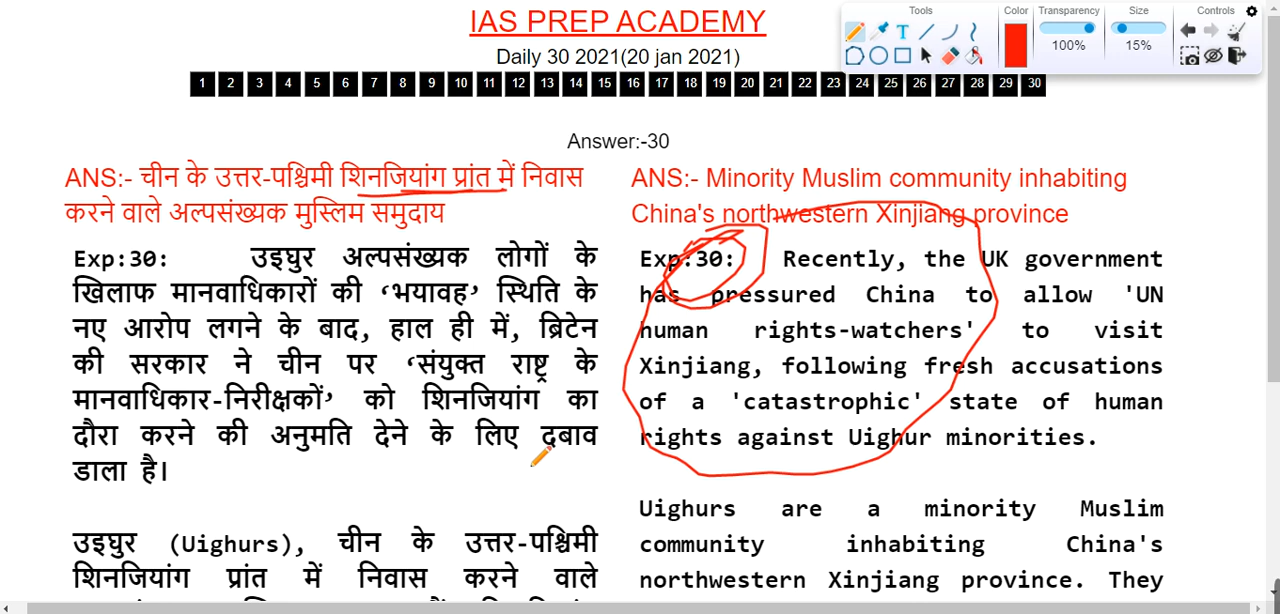 IAS PREP ACADEMY
Daily 30 2021(20 jan 2021)
1 2 3 4 5 6 7 8 9 10 11 12 13 14 15 16 17 18 19 20 21 22 23 24 25 26 27 28 29 30
Tools
Color
Transparency
Size
Controls
T
100%
15%
Answer:-30
ANS:- चीन के उत्तर-पश्चिमी शिनजियांग प्रांत में निवास
करने वाले अल्पसंख्यक मुस्लिम समुदाय
Exp:30: उइघुर अल्पसंख्यक लोगों के
खिलाफ मानवाधिकारों की ‘भयावह’ स्थिति के
नए आरोप लगने के बाद, हाल ही में, ब्रिटेन
की सरकार ने चीन पर ‘संयुक्त राष्ट्र के
मानवाधिकार-निरीक्षकों’ को शिनजियांग का
दौरा करने की अनुमति देने के लिए दबाव
डाला है।
उइघुर (Uighurs), चीन के उत्तर-पश्चिमी
शिनजियांग प्रांत में निवास करने वाले
ANS:- Minority Muslim community inhabiting
China's northwestern Xinjiang province
Exp:30: Recently, the UK government
has pressured China to allow 'UN
human rights-watchers' to visit
Xinjiang, following fresh accusations
of a 'catastrophic' state of human
rights against Uighur minorities.
Uighurs are a minority Muslim
community inhabiting China's
northwestern Xinjiang province. They